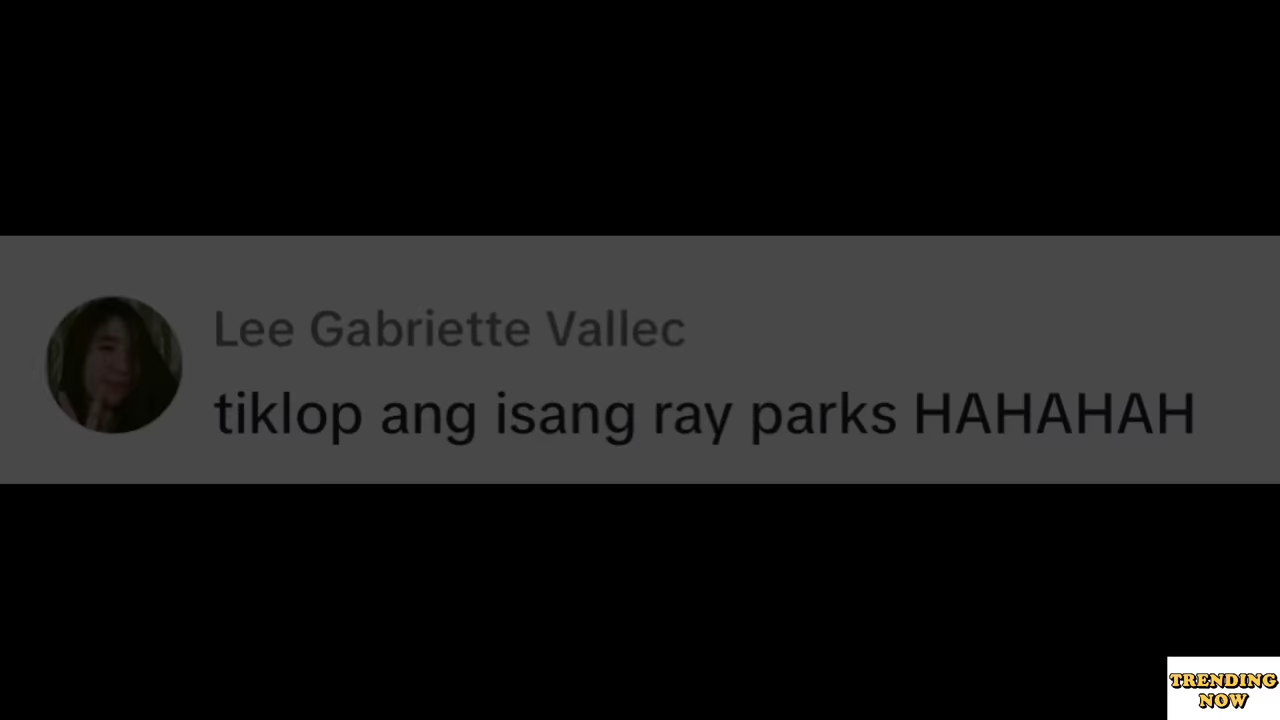 Lee Gabriette Vallec
tiklop ang isang ray parks HAHAHAH
TRENDING
NOW